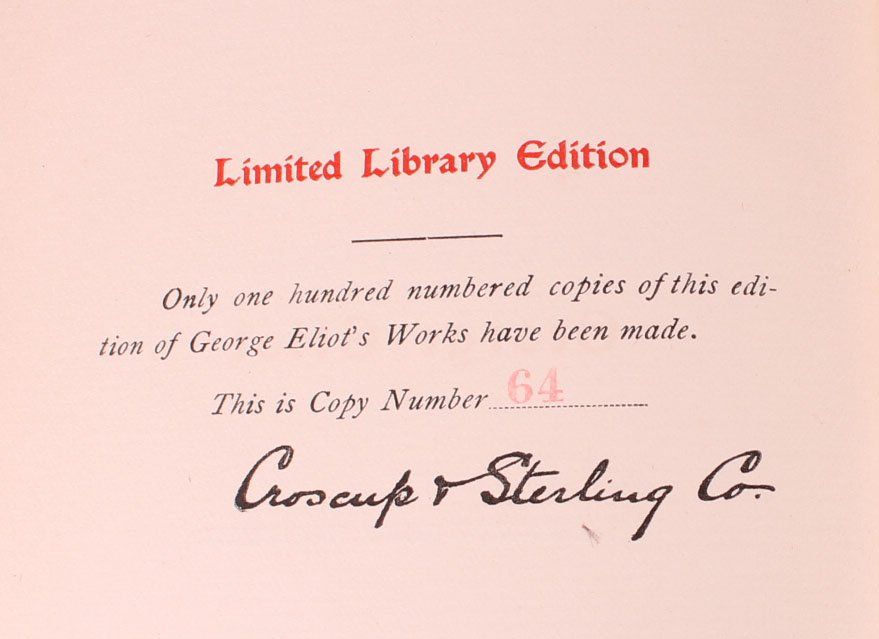 Limited Library Edition
Only one hundred numbered copies of this edi-
tion of George Eliot's Works have been made.
This is Copy Number 64
Croscup & Sterling Co.